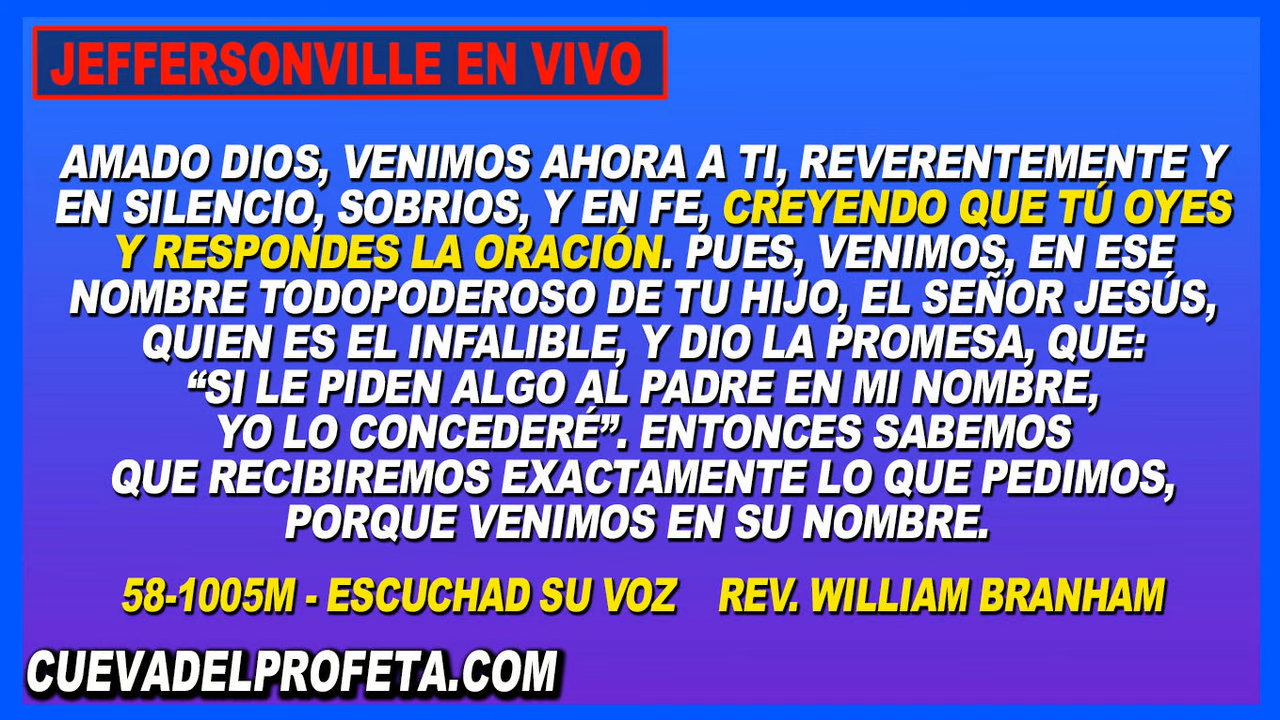 JEFFERSONVILLE EN VIVO
AMADO DIOS, VENIMOS AHORA A TI, REVERENTEMENTE Y
EN SILENCIO, SOBRIOS, Y EN FE, CREYENDO QUE TÚ OYES
Y RESPONDES LA ORACIÓN. PUES, VENIMOS, EN ESE
NOMBRE TODOPODEROSO DE TU HIJO, EL SEÑOR JESÚS,
QUIEN ES EL INFALIBLE, Y DIO LA PROMESA, QUE:
“SI LE PIDEN ALGO AL PADRE EN MI NOMBRE,
YO LO CONCEDERÉ”. ENTONCES SABEMOS
QUE RECIBIREMOS EXACTAMENTE LO QUE PEDIMOS,
PORQUE VENIMOS EN SU NOMBRE.
58-1005M - ESCUCHAD SU VOZ REV. WILLIAM BRANHAM
CUEVADELPROFETA.COM